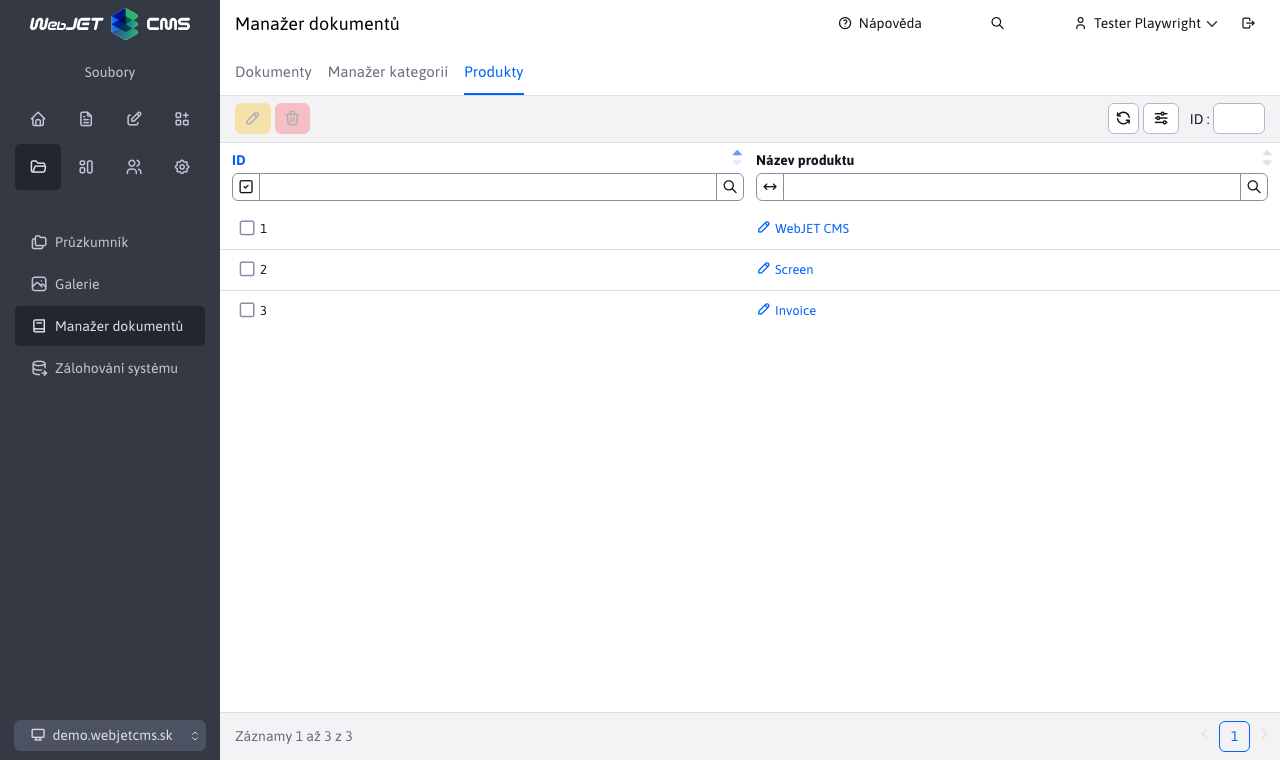 WebJET CMS
Manažer dokumentů
Nápověda
Tester Playwright
Soubory
Dokumenty
Manažer kategorií
Produkty
ID :
ID
Název produktu
1
WebJET CMS
2
Screen
3
Invoice
Průzkumník
Galerie
Manažer dokumentů
Zálohování systému
demo.webjetcms.sk
Záznamy 1 až 3 z 3
1